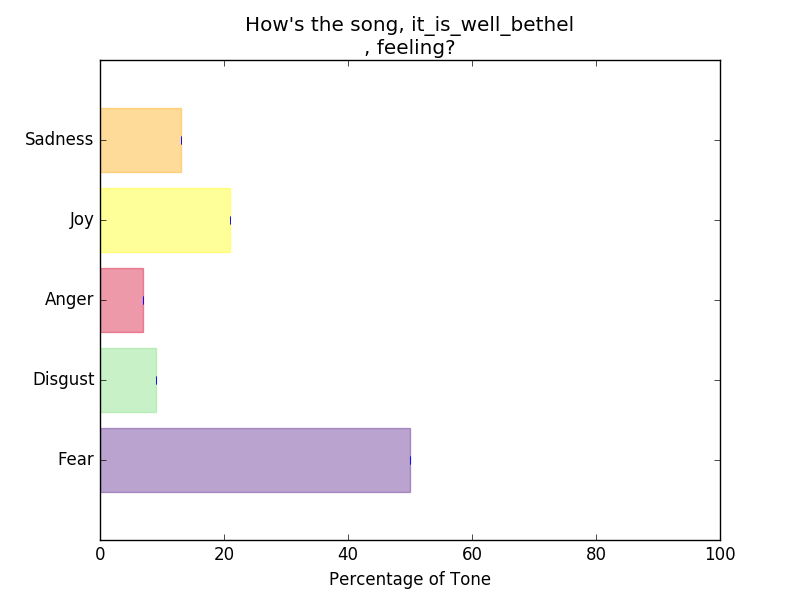 How's the song, it_is_well_bethel
, feeling?
Sadness
Joy
Anger
Disgust
Fear
0 20 40 60 80 100
Percentage of Tone